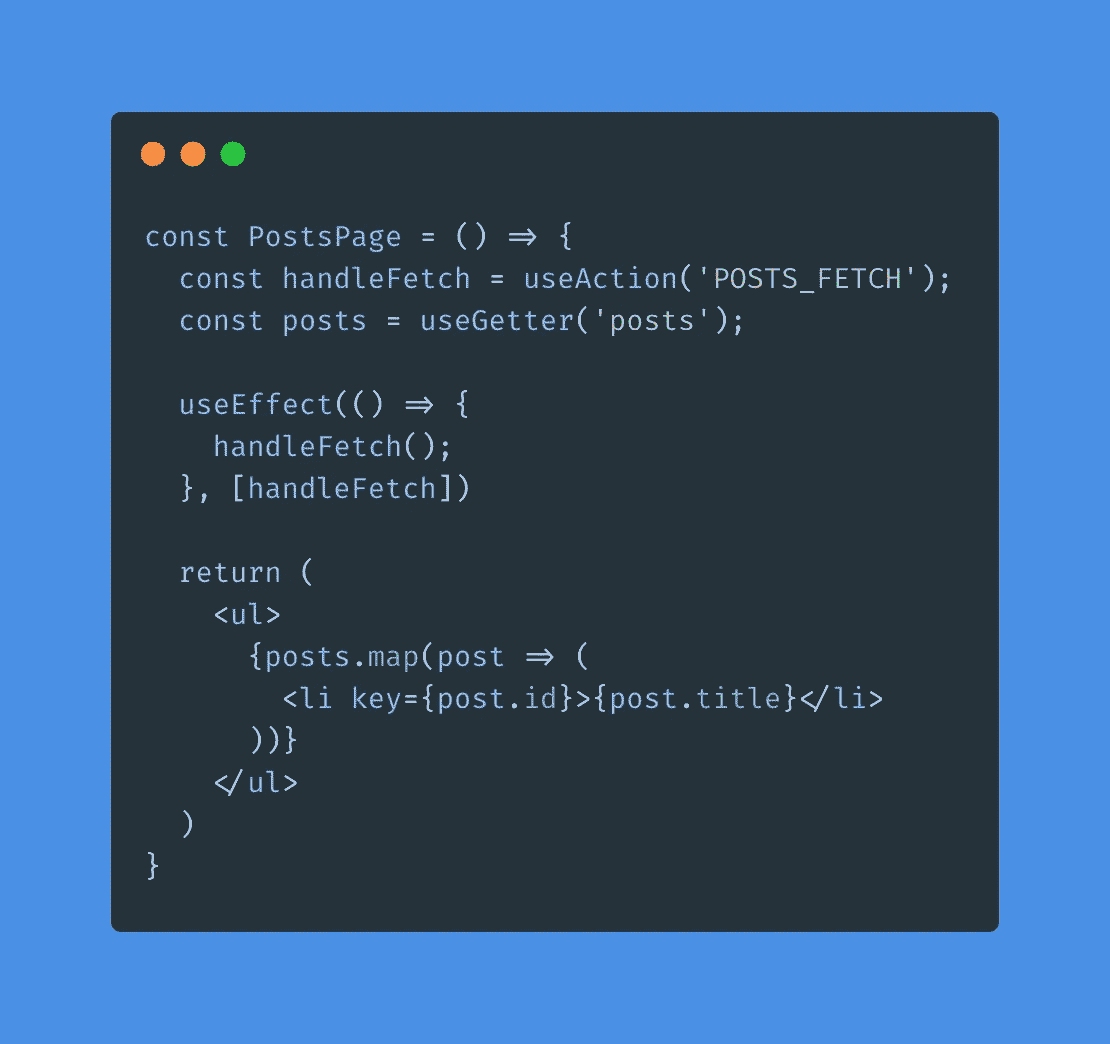 const PostsPage = () => {
  const handleFetch = useAction('POSTS_FETCH');
  const posts = useGetter('posts');

  useEffect(() => {
    handleFetch();
  }, [handleFetch])

  return (
    <ul>
      {posts.map(post => (
        <li key={post.id}>{post.title}</li>
      ))}
    </ul>
  )
}